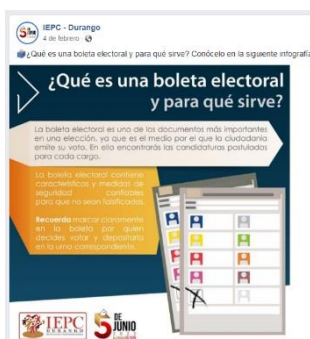 IEPC - Durango
4 de febrero
¿Qué es una boleta electoral y para qué sirve? Conócelo en la siguiente infografía
¿Qué es una boleta electoral
y para qué sirve?
La boleta electoral es uno de los documentos más importantes
en una elección, ya que es el medio por el que la ciudadanía
emite su voto. En ella encontrarás las candidaturas postuladas
para cada cargo.
La boleta electoral contiene
características y medidas de
seguridad confiables
para que no sean falsificadas.
Recuerda marcar claramente
en la boleta por quien
decides votar y depositarla
en la urna correspondiente.
IEPC
DURANGO
5 DE
JUNIO